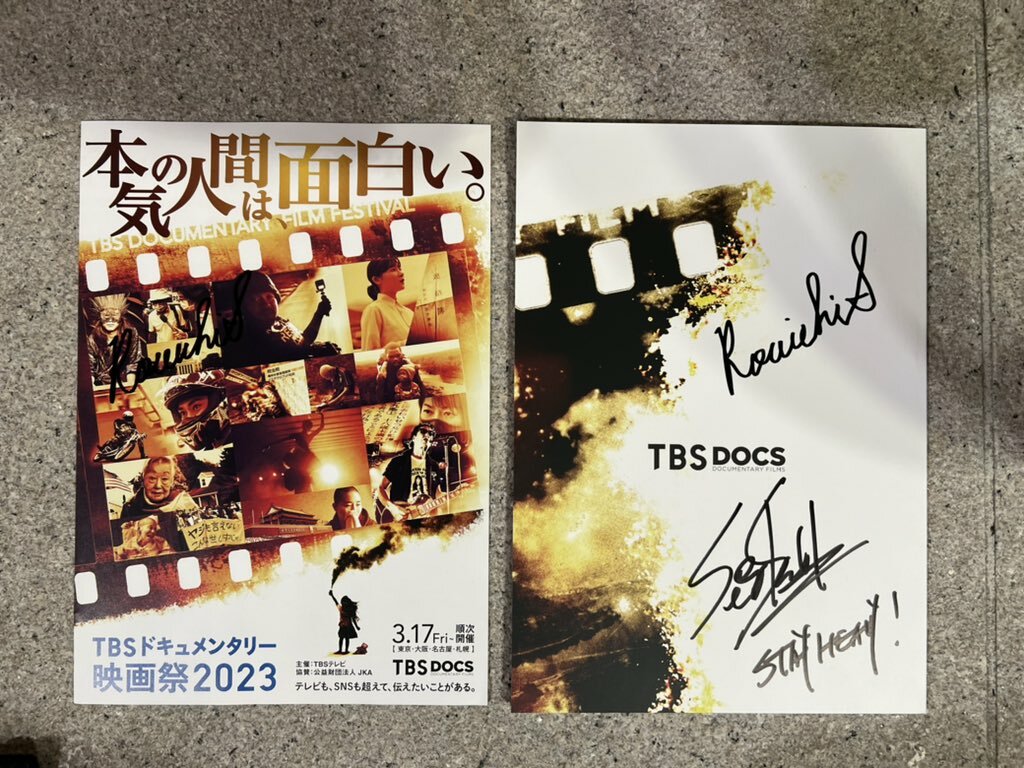 本気の人間は面白い。
TBS DOCUMENTARY FILM FESTIVAL
RouichiS
ヤジも言えない
TBSドキュメンタリー
映画祭2023
3.17Fri~ 順次開催
[ 東京・大阪・名古屋・札幌 ]
主催：TBSテレビ
協賛：公益財団法人 JKA
TBS DOCS
DOCUMENTARY FILMS
テレビも、SNSも超えて、伝えたいことがある。
FILM
RouichiS
TBS DOCS
DOCUMENTARY FILMS
STAY HEAVY!